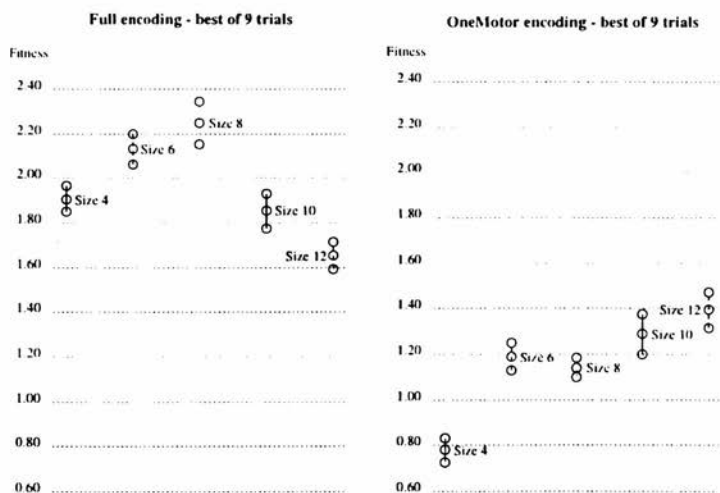 Full encoding - best of 9 trials
Fitness
2.40
2.20
2.00
1.80
1.60
1.40
1.20
1.00
0.80
0.60
Size 4
Size 6
Size 8
Size 10
Size 12
OneMotor encoding - best of 9 trials
Fitness
2.40
2.20
2.00
1.80
1.60
1.40
1.20
1.00
0.80
0.60
Size 4
Size 6
Size 8
Size 10
Size 12